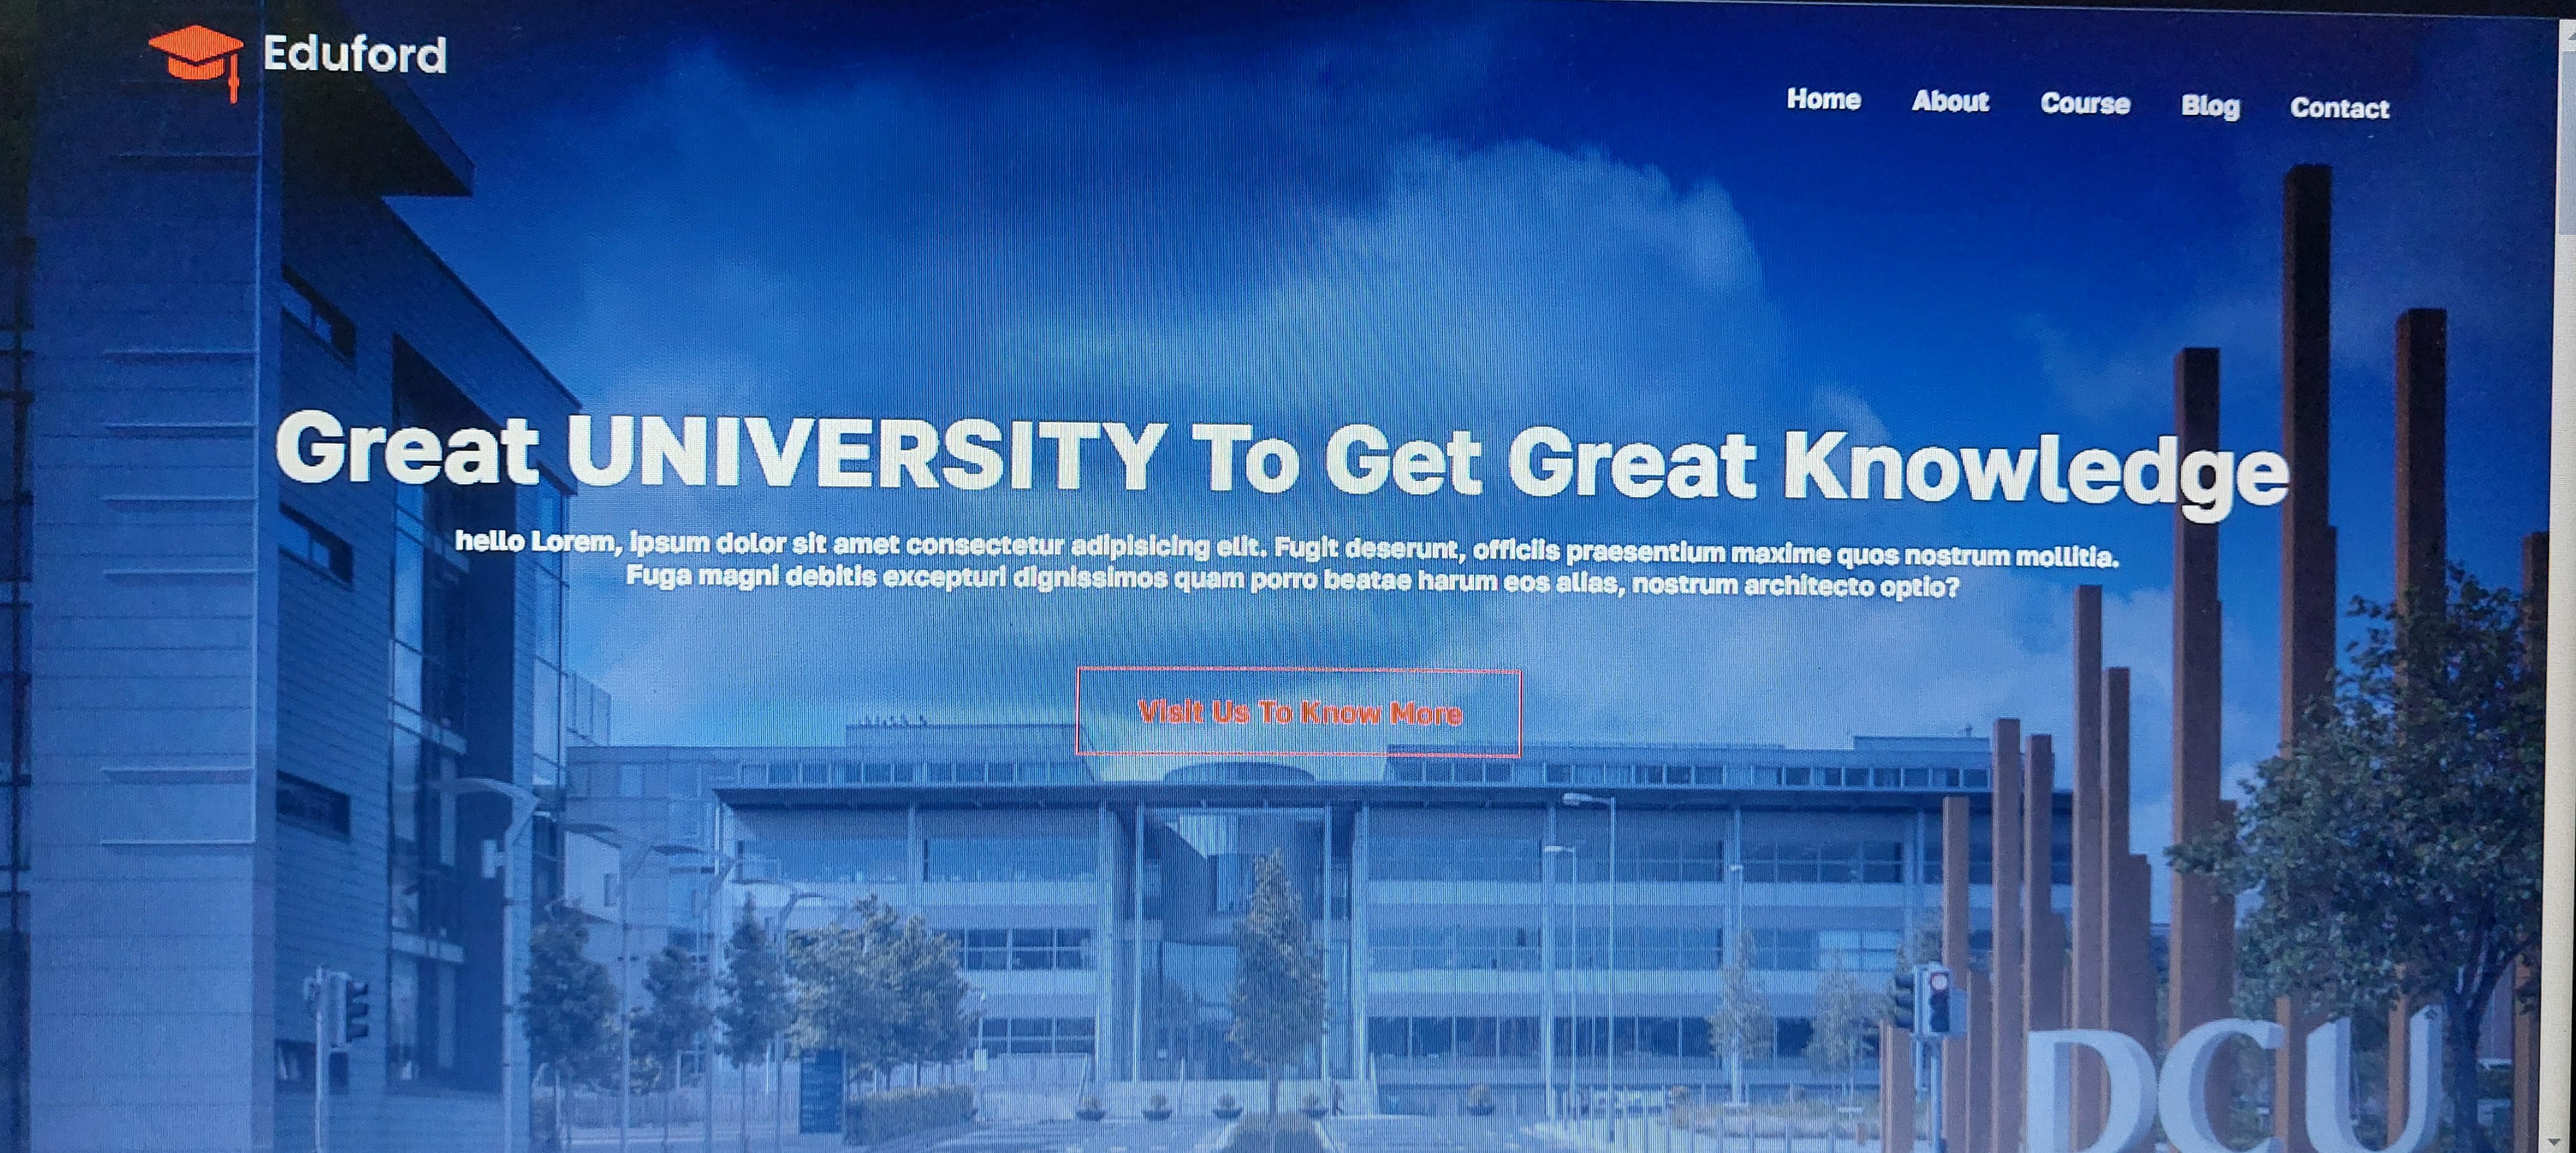 Eduford
Home About Course Blog Contact
Great UNIVERSITY To Get Great Knowledge
hello Lorem, ipsum dolor sit amet consectetur adipisicing elit. Fugit deserunt, officiis praesentium maxime quos nostrum mollitia.
Fuga magni debitis excepturi dignissimos quam porro beatae harum eos alias, nostrum architecto optio?
Visit Us To Know More
DCU